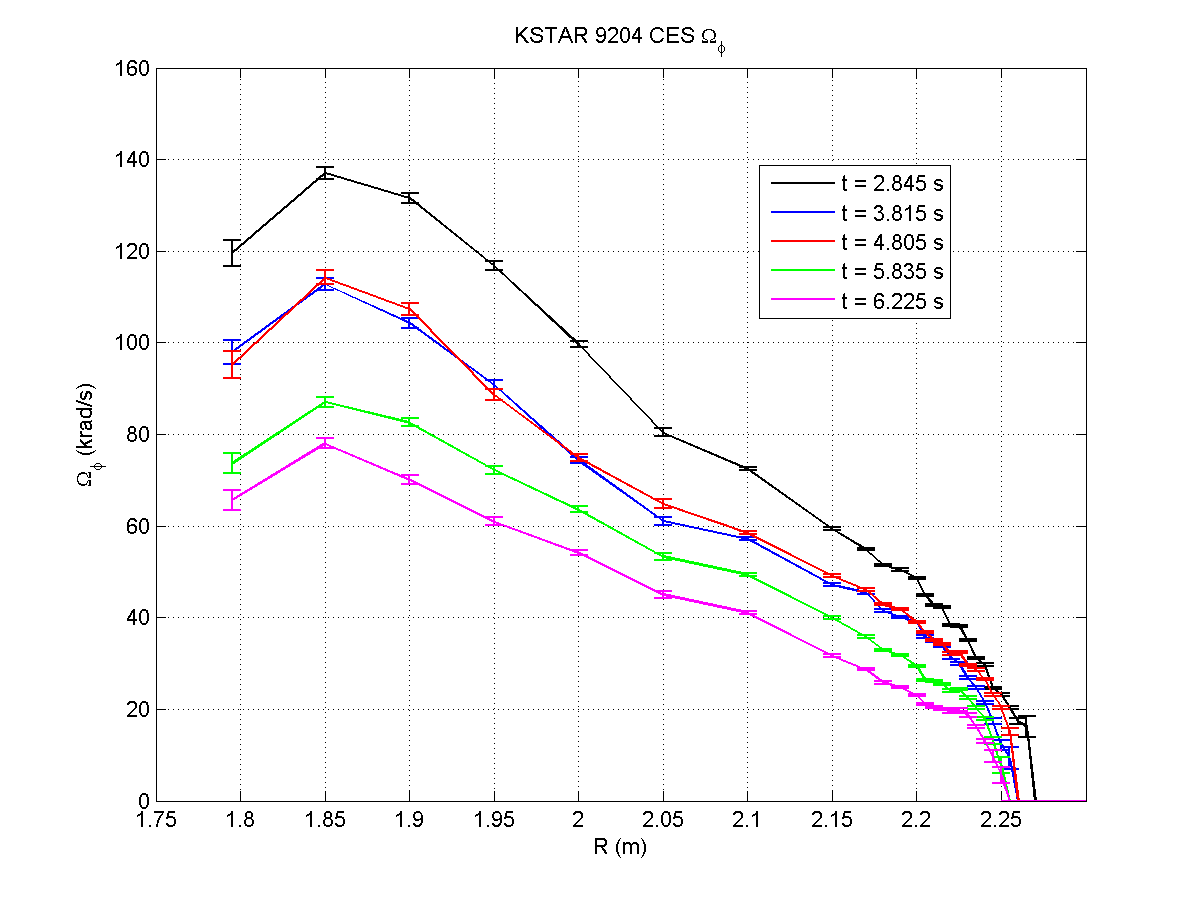 KSTAR 9204 CES Ω_ϕ
160
140
120
100
80
60
40
20
0
Ω_ϕ (krad/s)
t = 2.845 s
t = 3.815 s
t = 4.805 s
t = 5.835 s
t = 6.225 s
1.75 1.8 1.85 1.9 1.95 2 2.05 2.1 2.15 2.2 2.25
R (m)